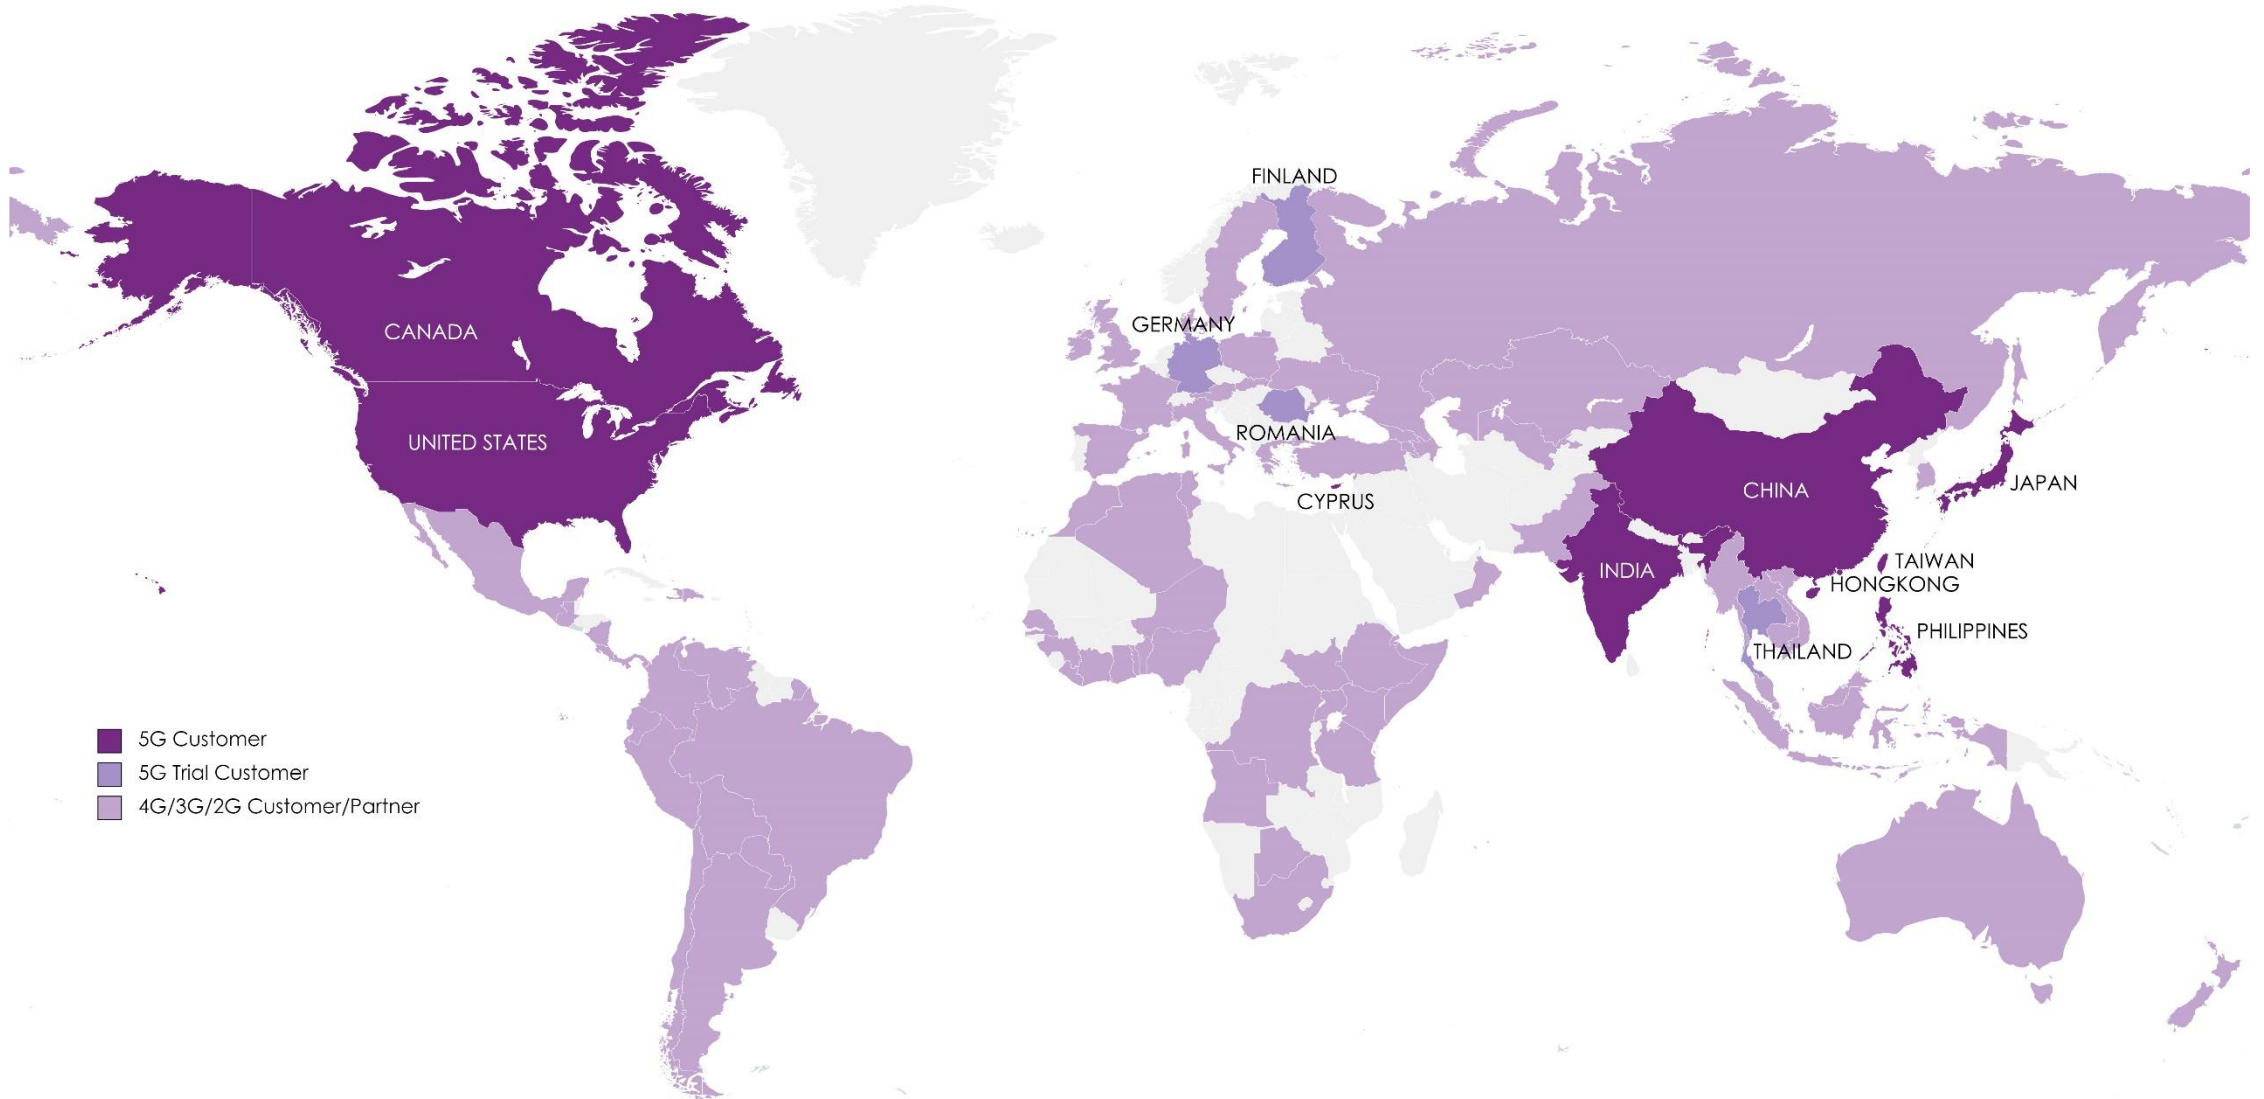 FINLAND
GERMANY
CANADA
UNITED STATES
ROMANIA
CYPRUS
CHINA
JAPAN
INDIA
TAIWAN
HONGKONG
PHILIPPINES
THAILAND
5G Customer
5G Trial Customer
4G/3G/2G Customer/Partner